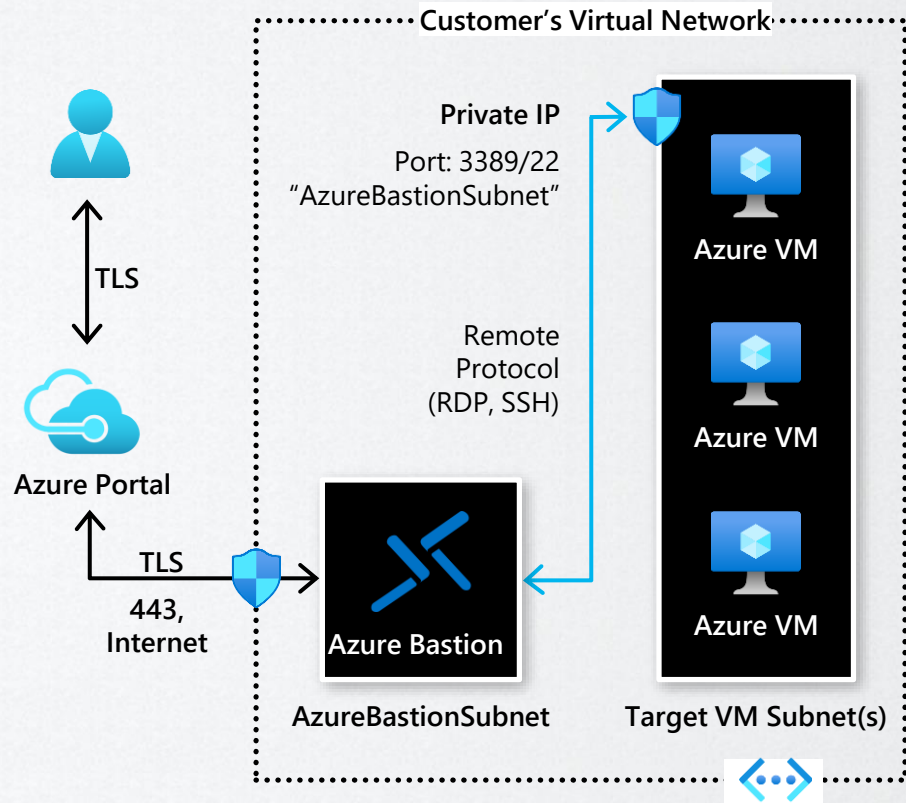 Customer’s Virtual Network
Private IP
Port: 3389/22
“AzureBastionSubnet”
TLS
Remote
Protocol
(RDP, SSH)
Azure VM
Azure VM
Azure VM
Azure Portal
TLS
443,
Internet
Azure Bastion
AzureBastionSubnet
Target VM Subnet(s)